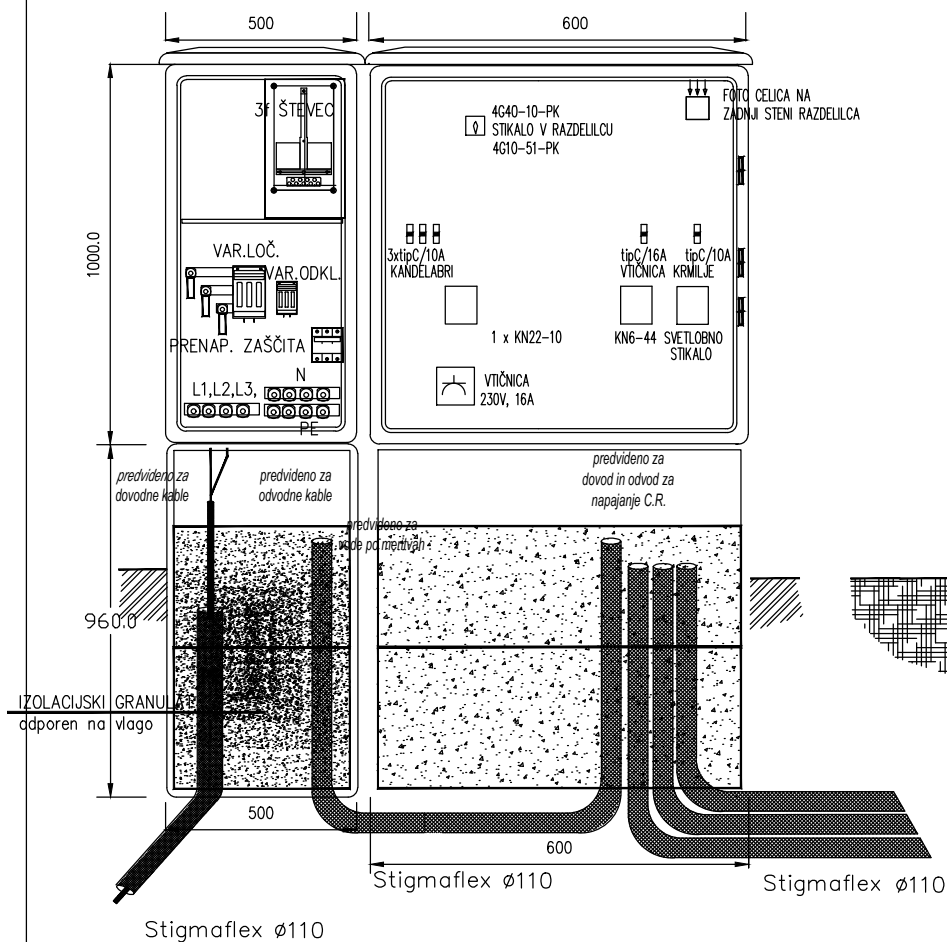 500
600
3f ŠTEVEC
4G40-10-PK
STIKALO V RAZDELILCU
4G10-51-PK
FOTO CELICA NA
ZADNJI STENI RAZDELILCA
1000.0
VAR.LOČ.
VAR.ODKL.
3xtipC/10A
KANDELABRI
tipC/16A
VTIČNICA
tipC/10A
KRMILJE
1 x KN22-10
KN6-44
SVETLOBNO
STIKALO
PRENAP. ZAŠČITA
N
L1,L2,L3,
PE
VTIČNICA
230V, 16A
predvideno za
dovodne kable
predvideno za
odvodne kable
predvideno za
dovod in odvod za
napajanje C.R.
predvideno za
vode po meritvah
960.0
IZOLACIJSKI GRANULAT
odporen na vlago
500
600
Stigmaflex Ø110
Stigmaflex Ø110
Stigmaflex Ø110